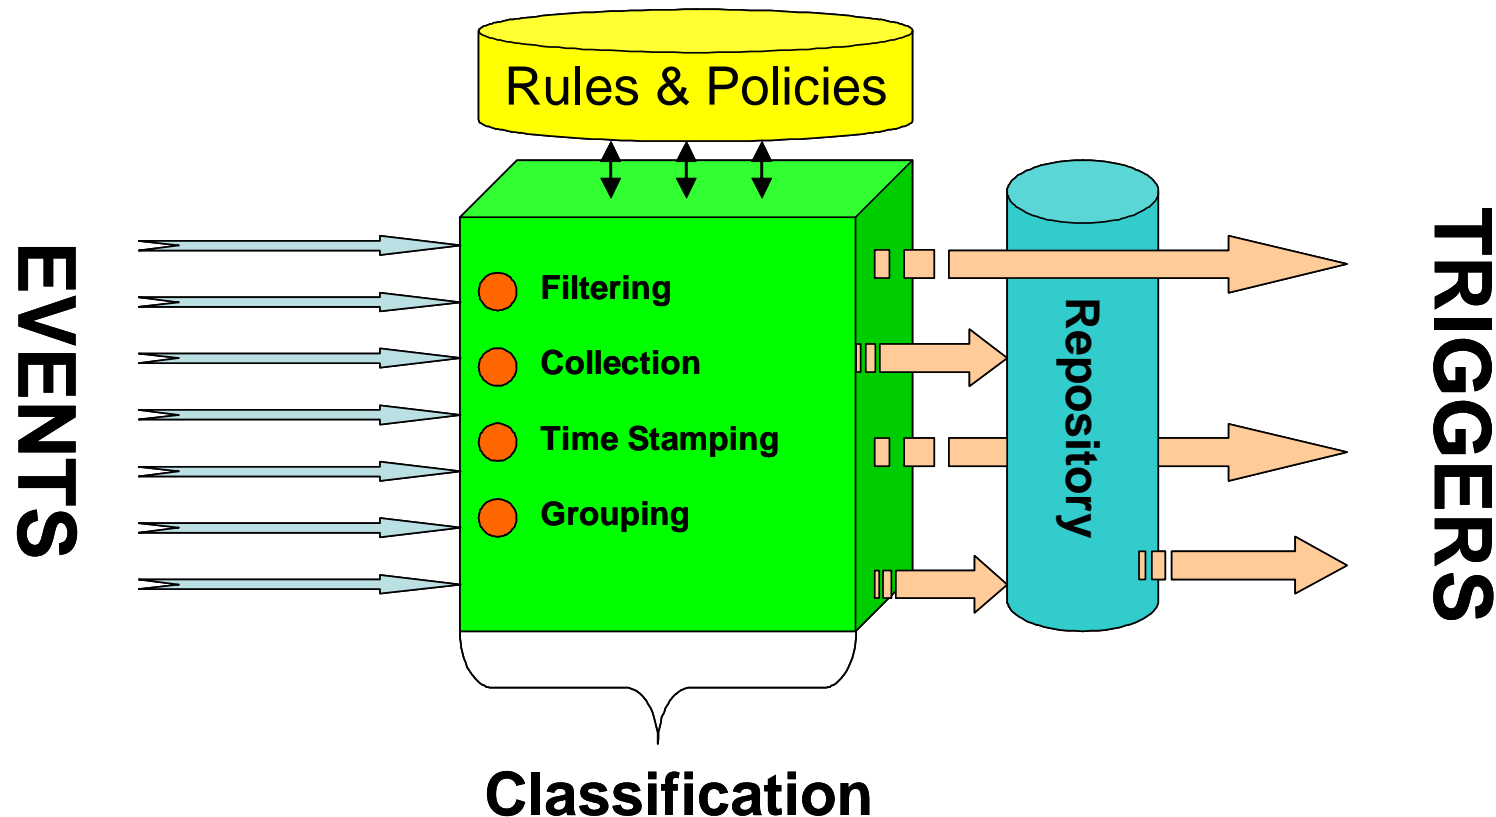 Rules & Policies
EVENTS
Filtering
Collection
Time Stamping
Grouping
Repository
TRIGGERS
Classification